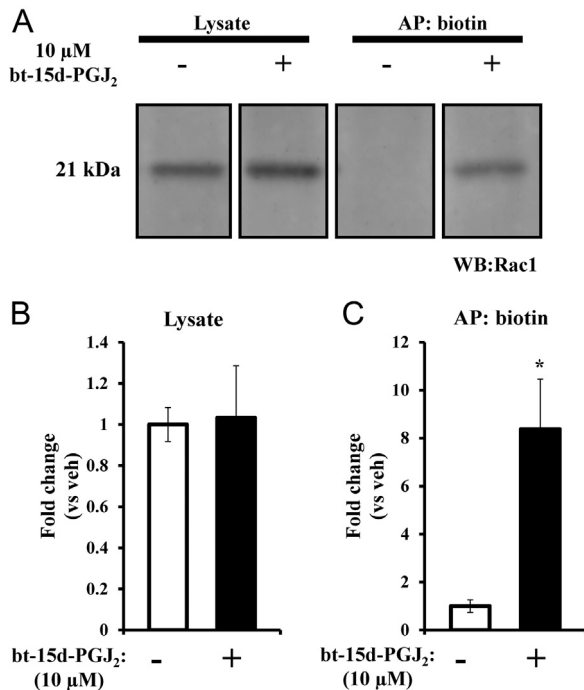 A
Lysate AP: biotin
10 µM
bt-15d-PGJ₂ - + - +
21 kDa
WB:Rac1
B
Lysate
1.4
1.2
1
0.8
0.6
0.4
0.2
0
Fold change
(vs veh)
bt-15d-PGJ₂: - +
(10 µM)
C
AP: biotin
12
10
8
6
4
2
0
*
Fold change
(vs veh)
bt-15d-PGJ₂: - +
(10 µM)